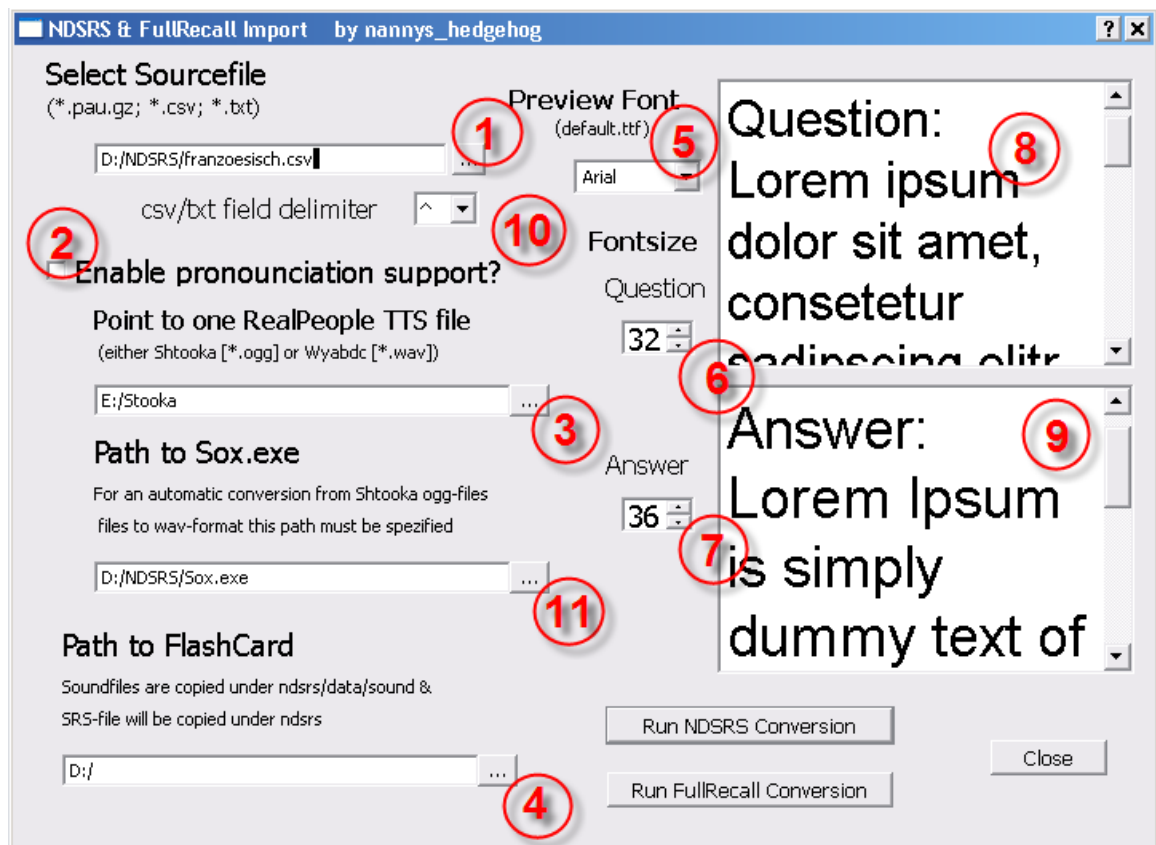 NDSRS & FullRecall Import by nannys_hedgehog
Select Sourcefile
(*.pau.gz; *.csv; *.txt)
D:/NDSRS/franzoesisch.csv
...
1
csv/txt field delimiter
^
10
2
Enable pronounciation support?
Point to one RealPeople TTS file
(either Shtooka [*.ogg] or Wyabdc [*.wav])
E:/Stooka
...
3
Path to Sox.exe
For an automatic conversion from Shtooka ogg-files
files to wav-format this path must be spezified
D:/NDSRS/Sox.exe
...
11
Path to FlashCard
Soundfiles are copied under ndsrs/data/sound &
SRS-file will be copied under ndsrs
D:/
...
4
Preview Font
(default.ttf)
5
Arial
Fontsize
Question
32
6
Answer
36
7
Question:
8
Lorem ipsum
dolor sit amet,
consetetur
sadipscing elitr
Answer:
9
Lorem Ipsum
is simply
dummy text of
Run NDSRS Conversion
Run FullRecall Conversion
Close